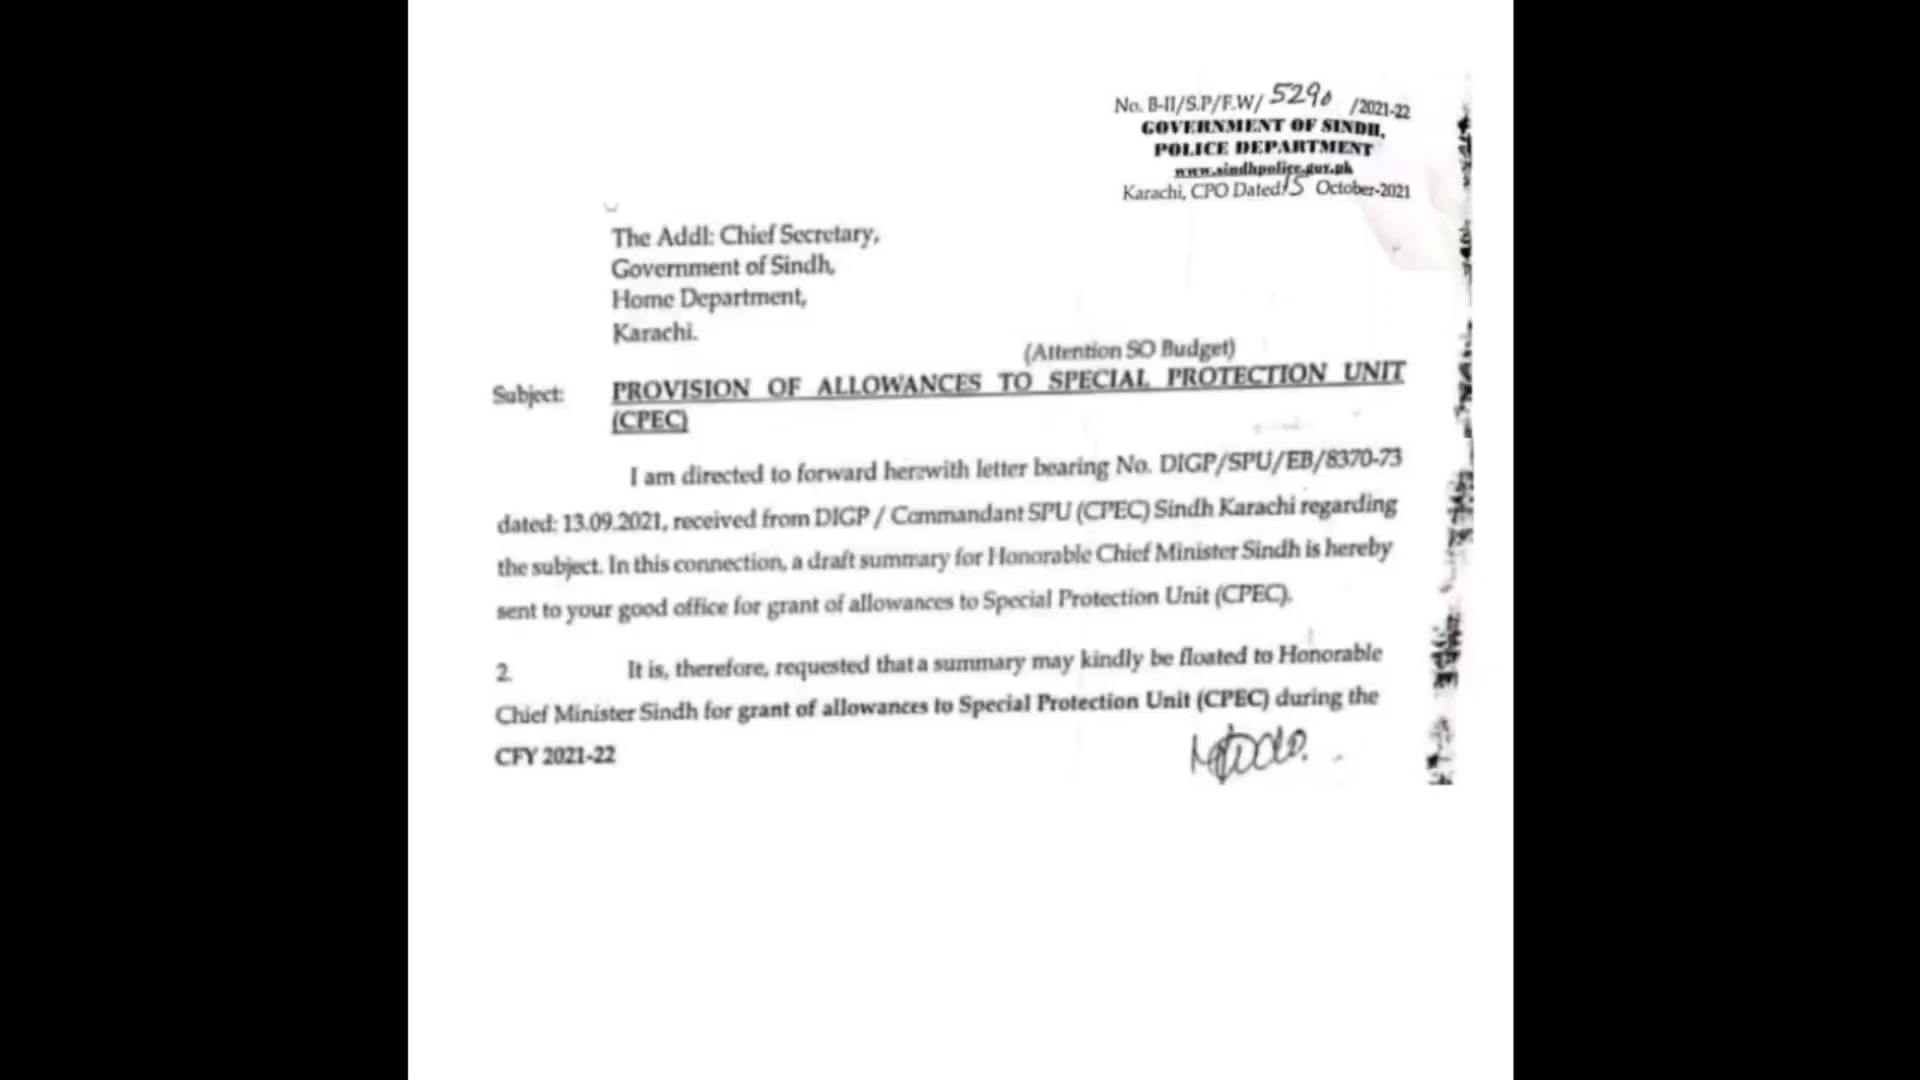 No. B-II/S.P/F.W/ 5290 /2021-22
GOVERNMENT OF SINDH,
POLICE DEPARTMENT
www.sindhpolice.gov.pk
Karachi, CPO Dated 15 October-2021
The Addl: Chief Secretary,
Government of Sindh,
Home Department,
Karachi.
(Attention SO Budget)
Subject: PROVISION OF ALLOWANCES TO SPECIAL PROTECTION UNIT
(CPEC)
I am directed to forward herewith letter bearing No. DIGP/SPU/EB/8370-73
dated: 13.09.2021, received from DIGP / Commandant SPU (CPEC) Sindh Karachi regarding
the subject. In this connection, a draft summary for Honorable Chief Minister Sindh is hereby
sent to your good office for grant of allowances to Special Protection Unit (CPEC).
2. It is, therefore, requested that a summary may kindly be floated to Honorable
Chief Minister Sindh for grant of allowances to Special Protection Unit (CPEC) during the
CFY 2021-22